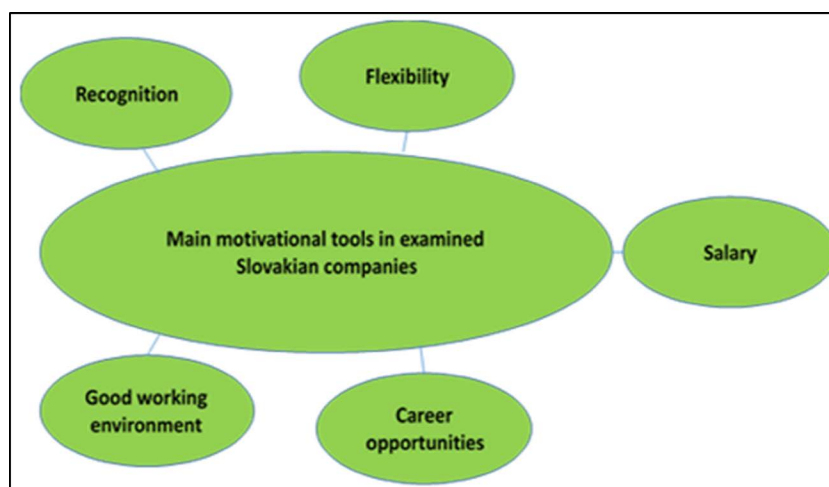 Recognition
Flexibility
Main motivational tools in examined
Slovakian companies
Salary
Good working
environment
Career
opportunities